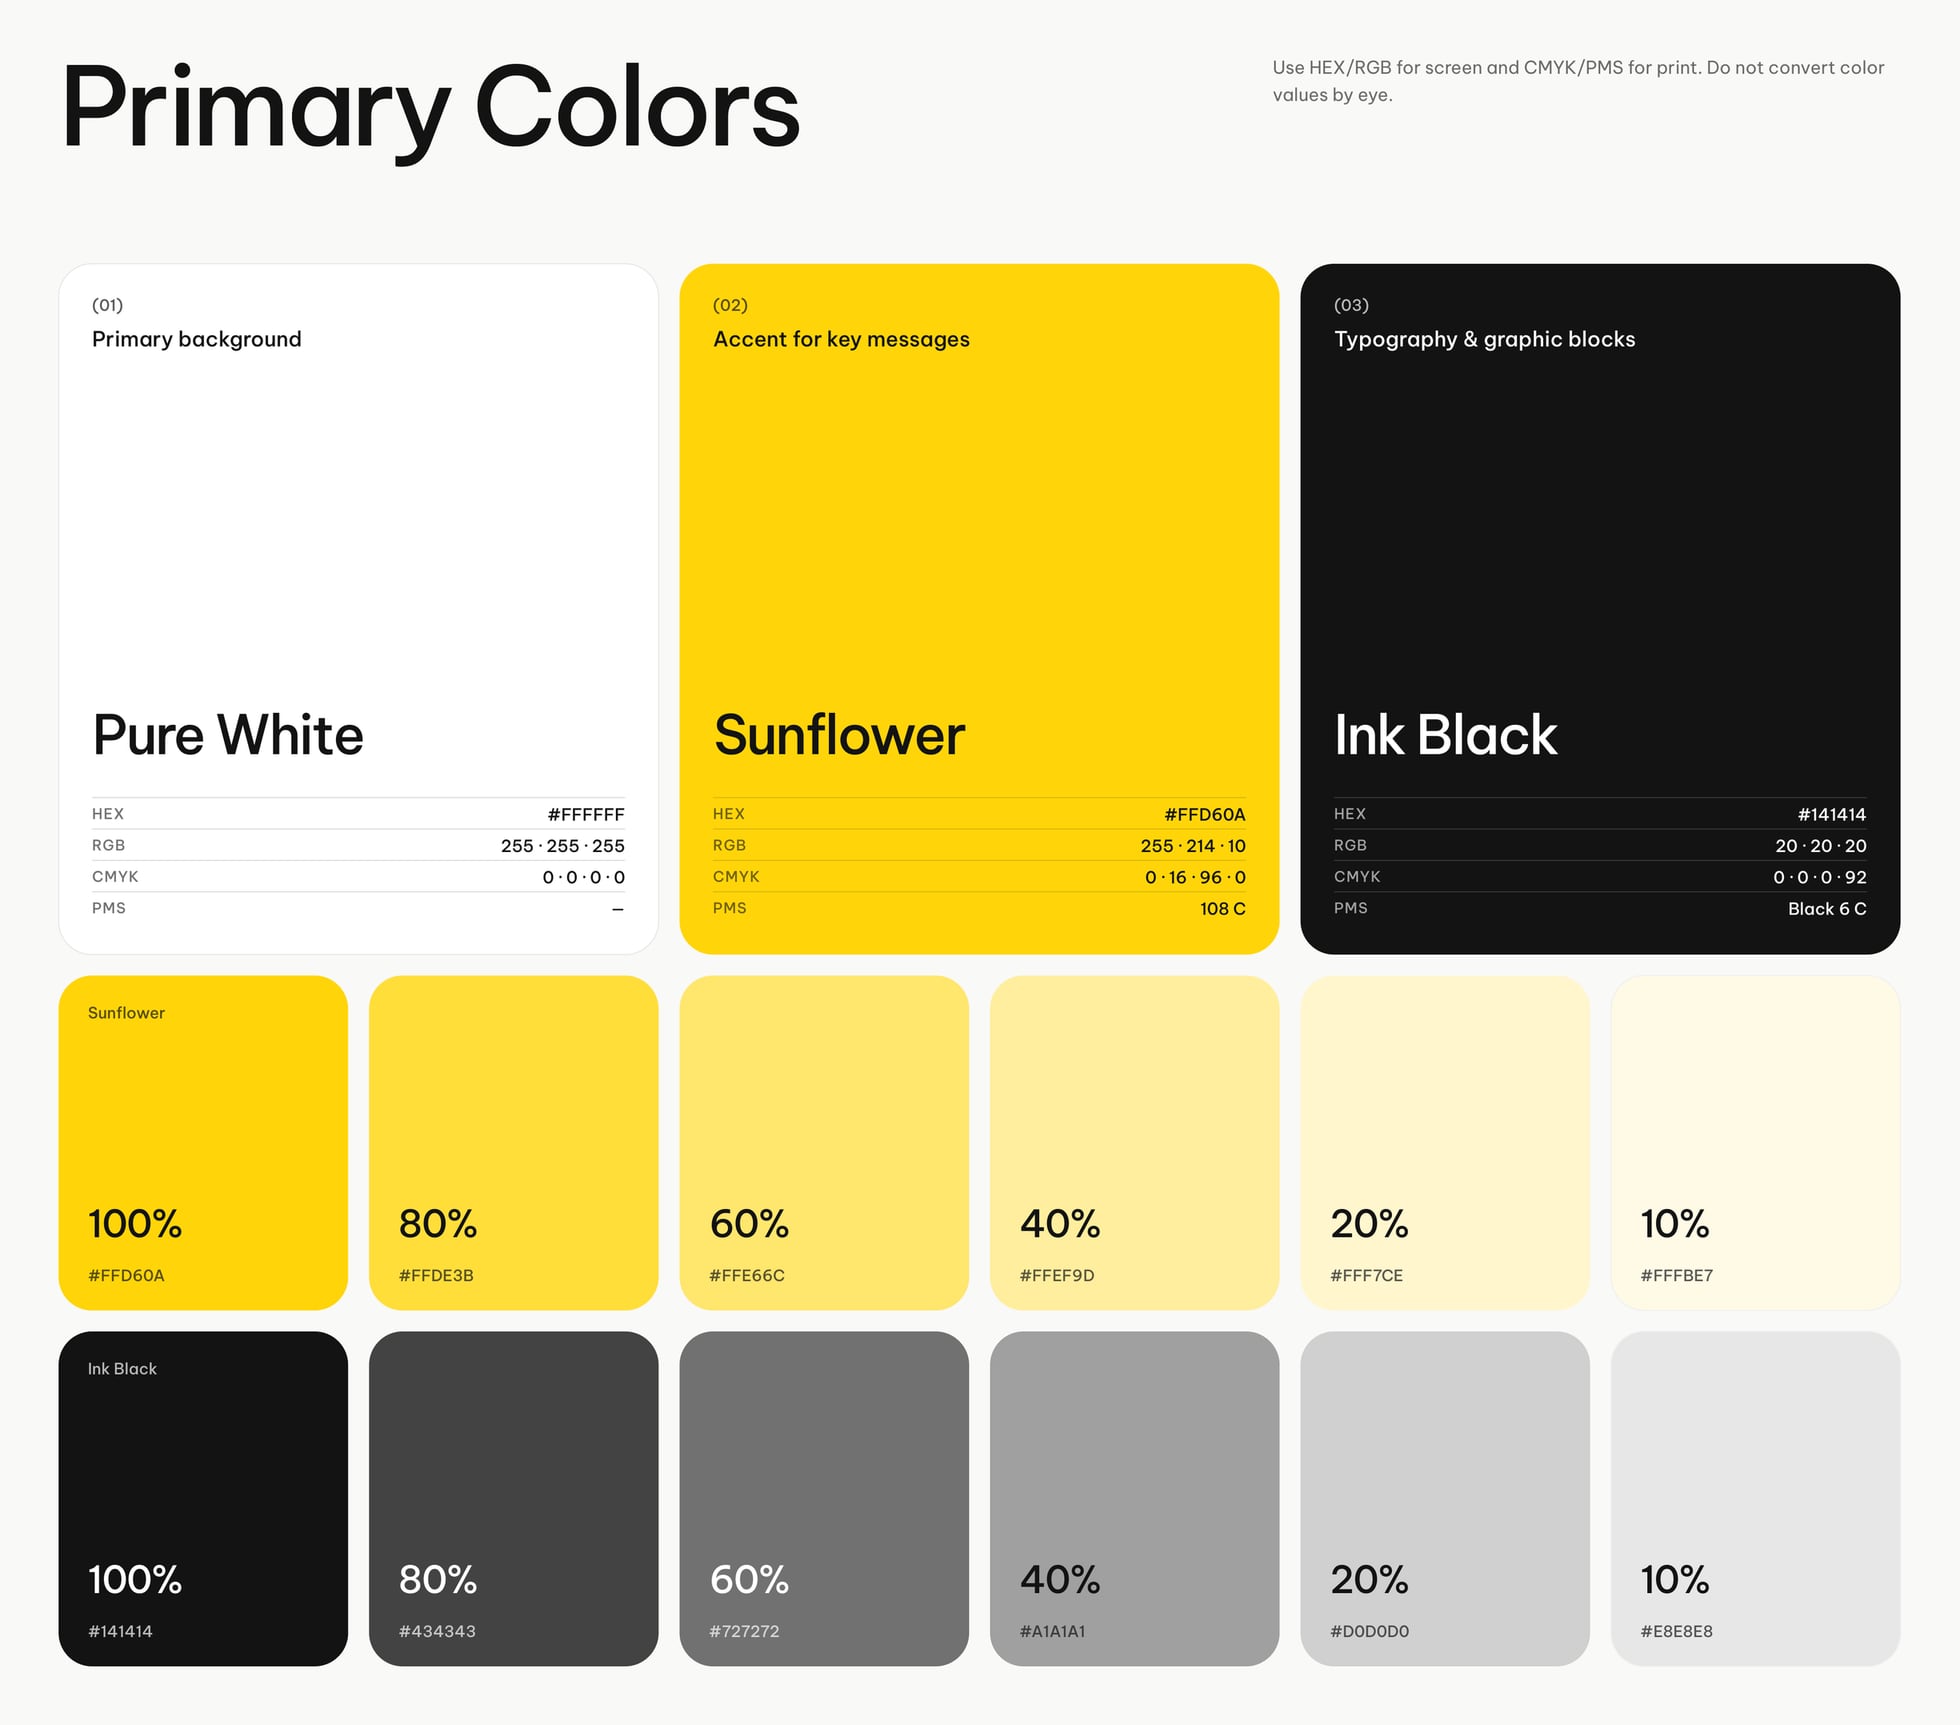 Primary Colors
Use HEX/RGB for screen and CMYK/PMS for print. Do not convert color
values by eye.
(01)
Primary background
Pure White
HEX #FFFFFF
RGB 255 · 255 · 255
CMYK 0 · 0 · 0 · 0
PMS –
(02)
Accent for key messages
Sunflower
HEX #FFD60A
RGB 255 · 214 · 10
CMYK 0 · 16 · 96 · 0
PMS 108 C
(03)
Typography & graphic blocks
Ink Black
HEX #141414
RGB 20 · 20 · 20
CMYK 0 · 0 · 0 · 92
PMS Black 6 C
Sunflower
100%
#FFD60A
80%
#FFDE3B
60%
#FFE66C
40%
#FFEF9D
20%
#FFF7CE
10%
#FFFBE7
Ink Black
100%
#141414
80%
#434343
60%
#727272
40%
#A1A1A1
20%
#D0D0D0
10%
#E8E8E8